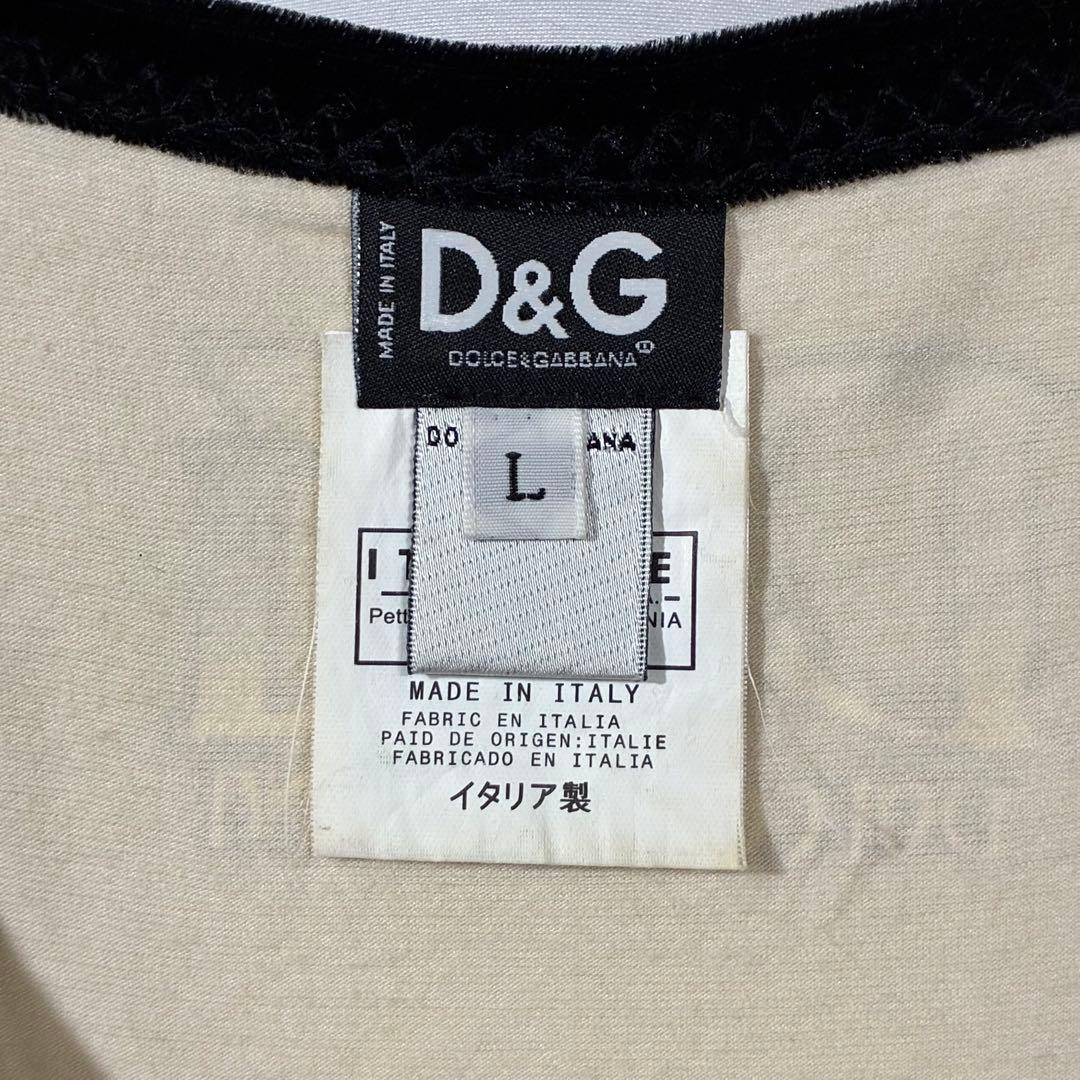 MADE IN ITALY
D&G
DOLCE&GABBANA
DO ANA
L
I T E
A.
Pett NIA
MADE IN ITALY
FABRIC EN ITALIA
PAID DE ORIGEN:ITALIE
FABRICADO EN ITALIA
イタリア製